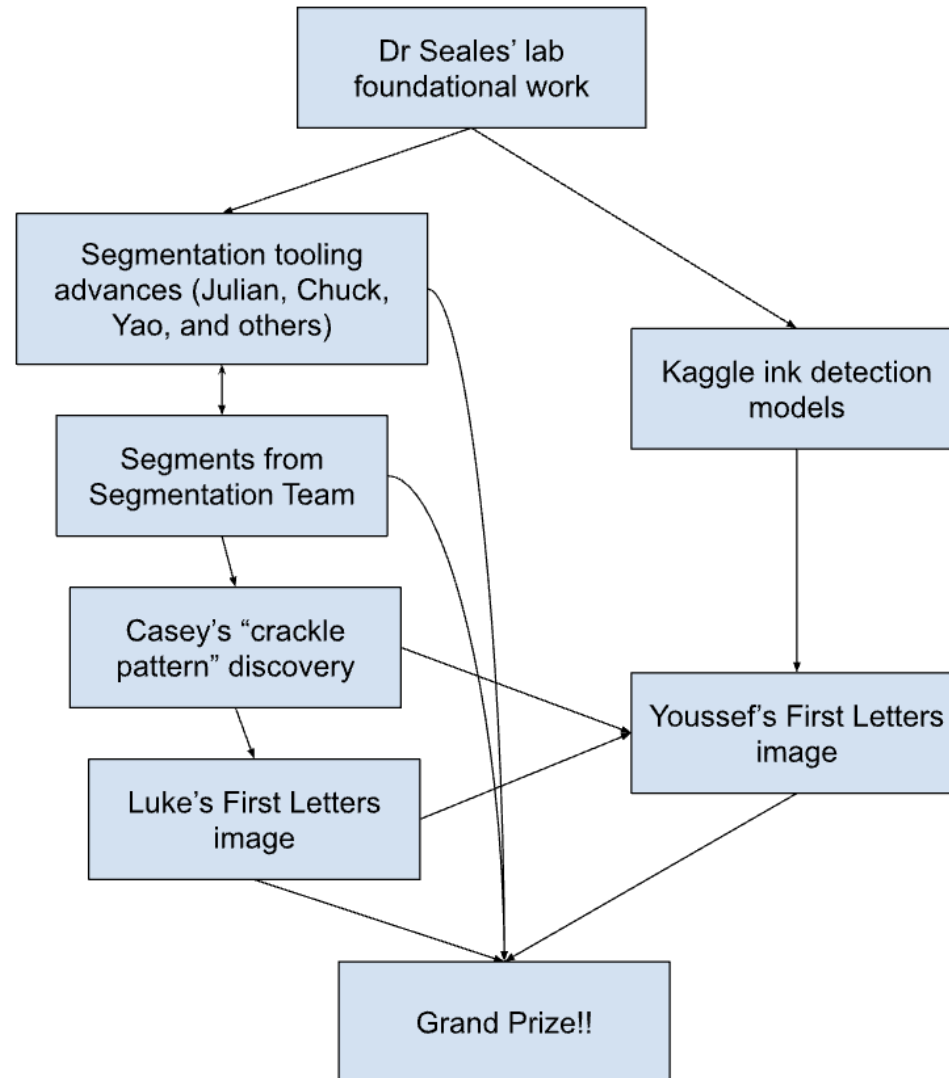 Dr Seales’ lab
foundational work
Segmentation tooling
advances (Julian, Chuck,
Yao, and others)
Kaggle ink detection
models
Segments from
Segmentation Team
Casey’s “crackle
pattern” discovery
Youssef’s First Letters
image
Luke’s First Letters
image
Grand Prize!!